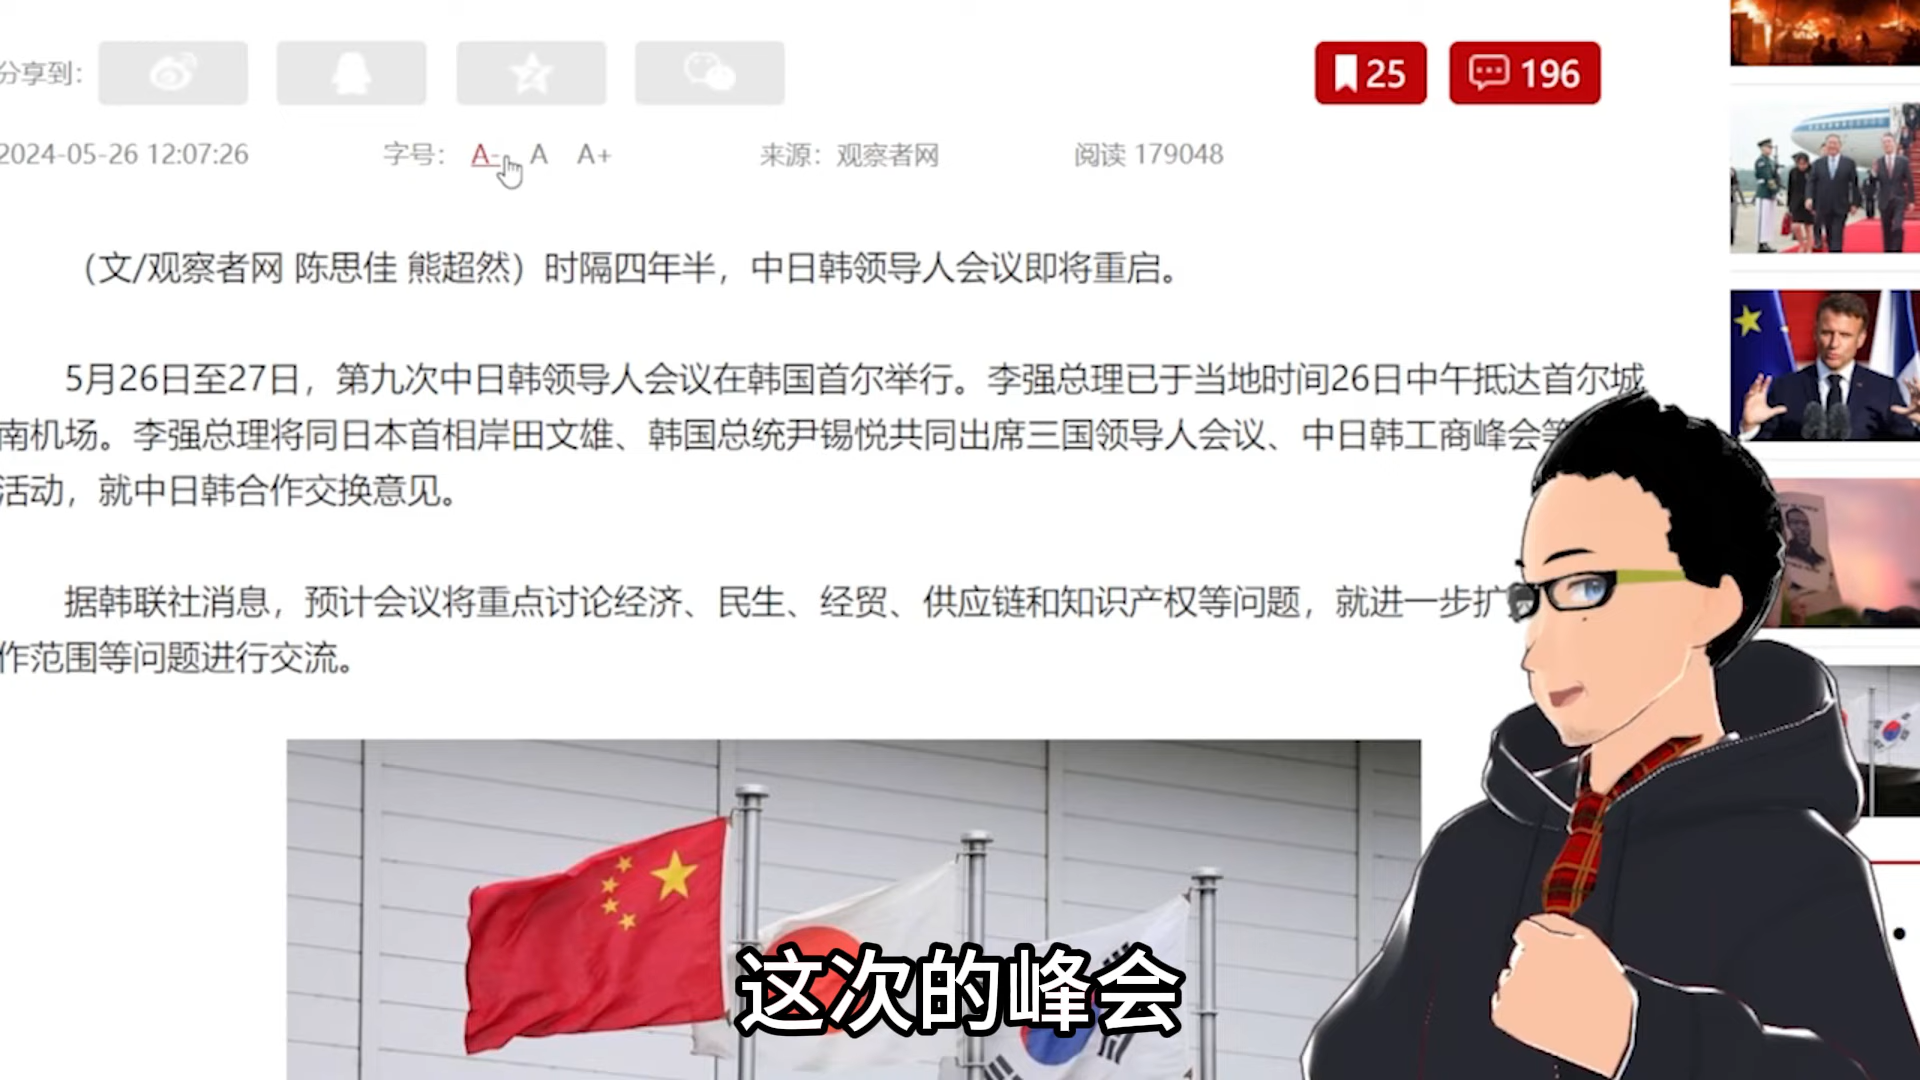 分享到:
25
196
2024-05-26 12:07:26
字号: A- A A+
来源: 观察者网
阅读 179048
（文/观察者网 陈思佳 熊超然）时隔四年半，中日韩领导人会议即将重启。
5月26日至27日，第九次中日韩领导人会议在韩国首尔举行。李强总理已于当地时间26日中午抵达首尔城
南机场。李强总理将同日本首相岸田文雄、韩国总统尹锡悦共同出席三国领导人会议、中日韩工商峰会等
活动，就中日韩合作交换意见。
据韩联社消息，预计会议将重点讨论经济、民生、经贸、供应链和知识产权等问题，就进一步扩
作范围等问题进行交流。
这次的峰会